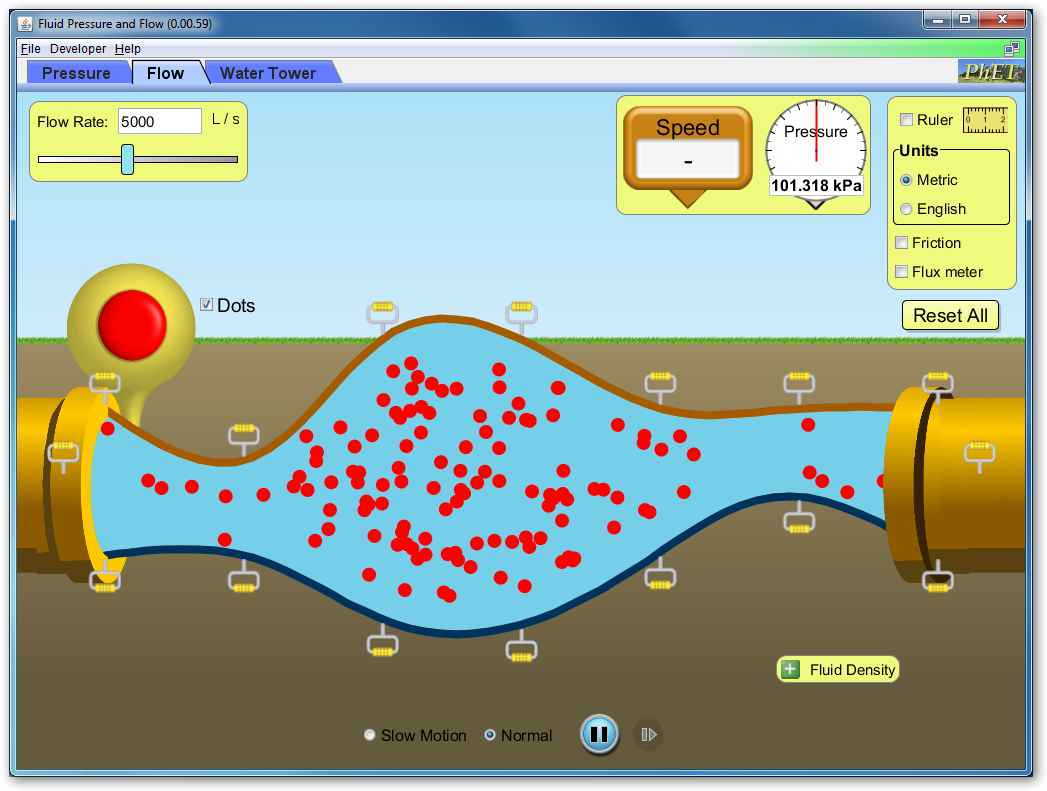 Fluid Pressure and Flow (0.00.59)
File Developer Help
Pressure Flow Water Tower
PhET
Flow Rate: 5000 L / s
Speed
-
Pressure
101.318 kPa
Ruler
0 1 2
Units
Metric
English
Friction
Flux meter
Reset All
Dots
Fluid Density
Slow Motion Normal